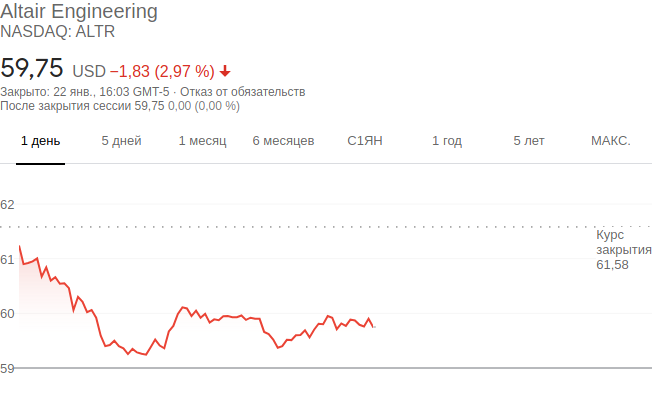 Altair Engineering
NASDAQ: ALTR
59,75 USD −1,83 (2,97 %)
Закрыто: 22 янв., 16:03 GMT-5 · Отказ от обязательств
После закрытия сессии 59,75 0,00 (0,00 %)
1 день 5 дней 1 месяц 6 месяцев С1ЯН 1 год 5 лет МАКС.
62
Курс
закрытия
61,58
61
60
59